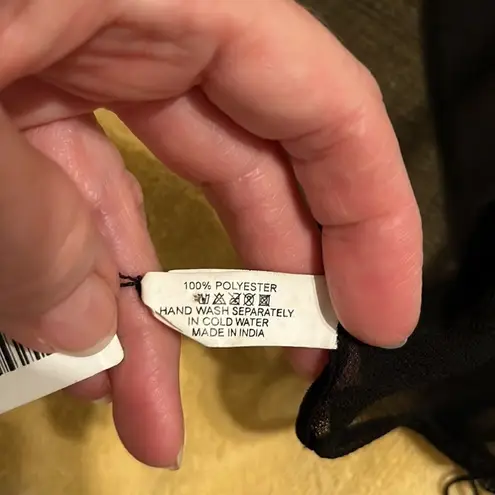 100% POLYESTER
HAND WASH SEPARATELY
IN COLD WATER
MADE IN INDIA